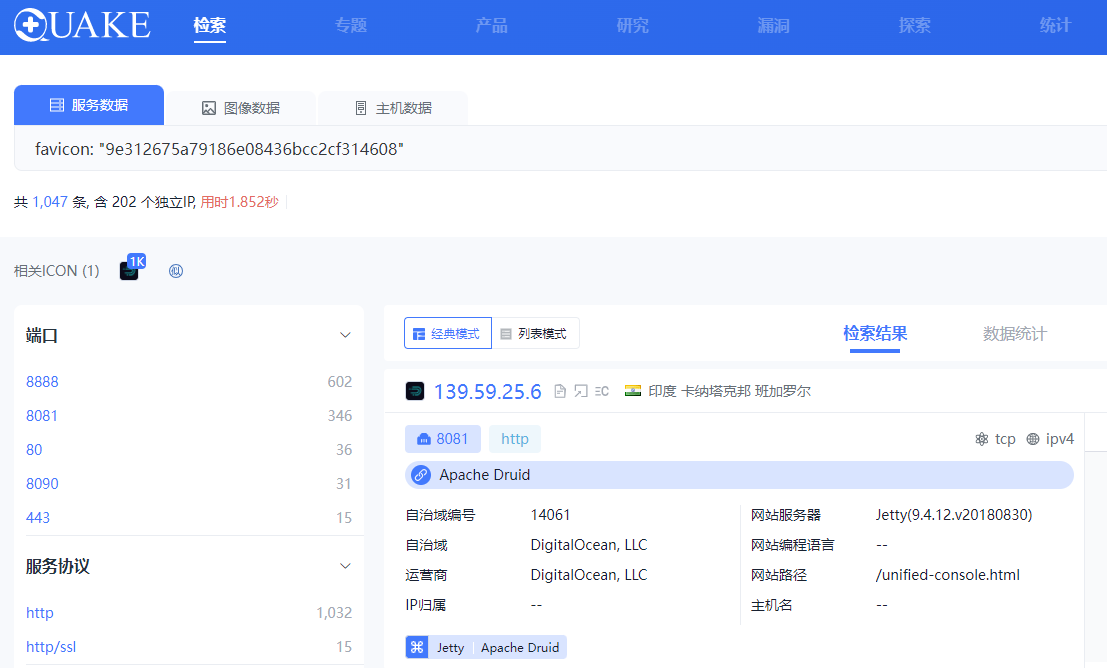 QUAKE 检索 专题 产品 研究 漏洞 探索 统计
服务数据 图像数据 主机数据
favicon: "9e312675a79186e08436bcc2cf314608"
共 1,047 条, 含 202 个独立IP, 用时1.852秒
相关ICON (1) 1K 似
端口
8888 602
8081 346
80 36
8090 31
443 15
服务协议
http 1,032
http/ssl 15
经典模式 列表模式 检索结果 数据统计
139.59.25.6 C 印度 卡纳塔克邦 班加罗尔
8081 http tcp ipv4
Apache Druid
自治域编号 14061 网站服务器 Jetty(9.4.12.v20180830)
自治域 DigitalOcean, LLC 网站编程语言 --
运营商 DigitalOcean, LLC 网站路径 /unified-console.html
IP归属 -- 主机名 --
Jetty Apache Druid